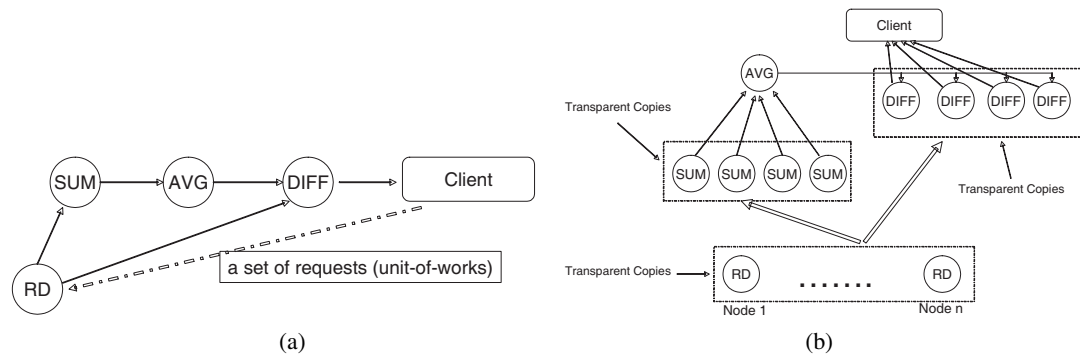 SUM
AVG
DIFF
Client
a set of requests (unit-of-works)
RD
(a)
Client
AVG
DIFF
DIFF
DIFF
DIFF
Transparent Copies
SUM
SUM
SUM
SUM
Transparent Copies
Transparent Copies
RD
.......
RD
Node 1
Node n
(b)